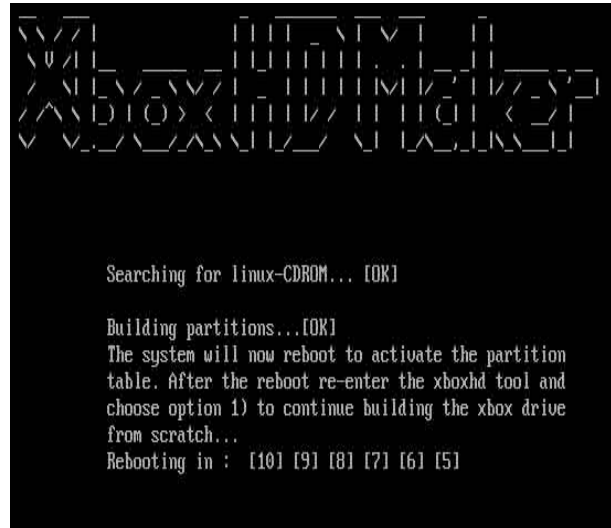 XboxHDMaker
Searching for linux-CDROM... [OK]
Building partitions...[OK]
The system will now reboot to activate the partition
table. After the reboot re-enter the xboxhd tool and
choose option 1) to continue building the xbox drive
from scratch...
Rebooting in : [10] [9] [8] [7] [6] [5]